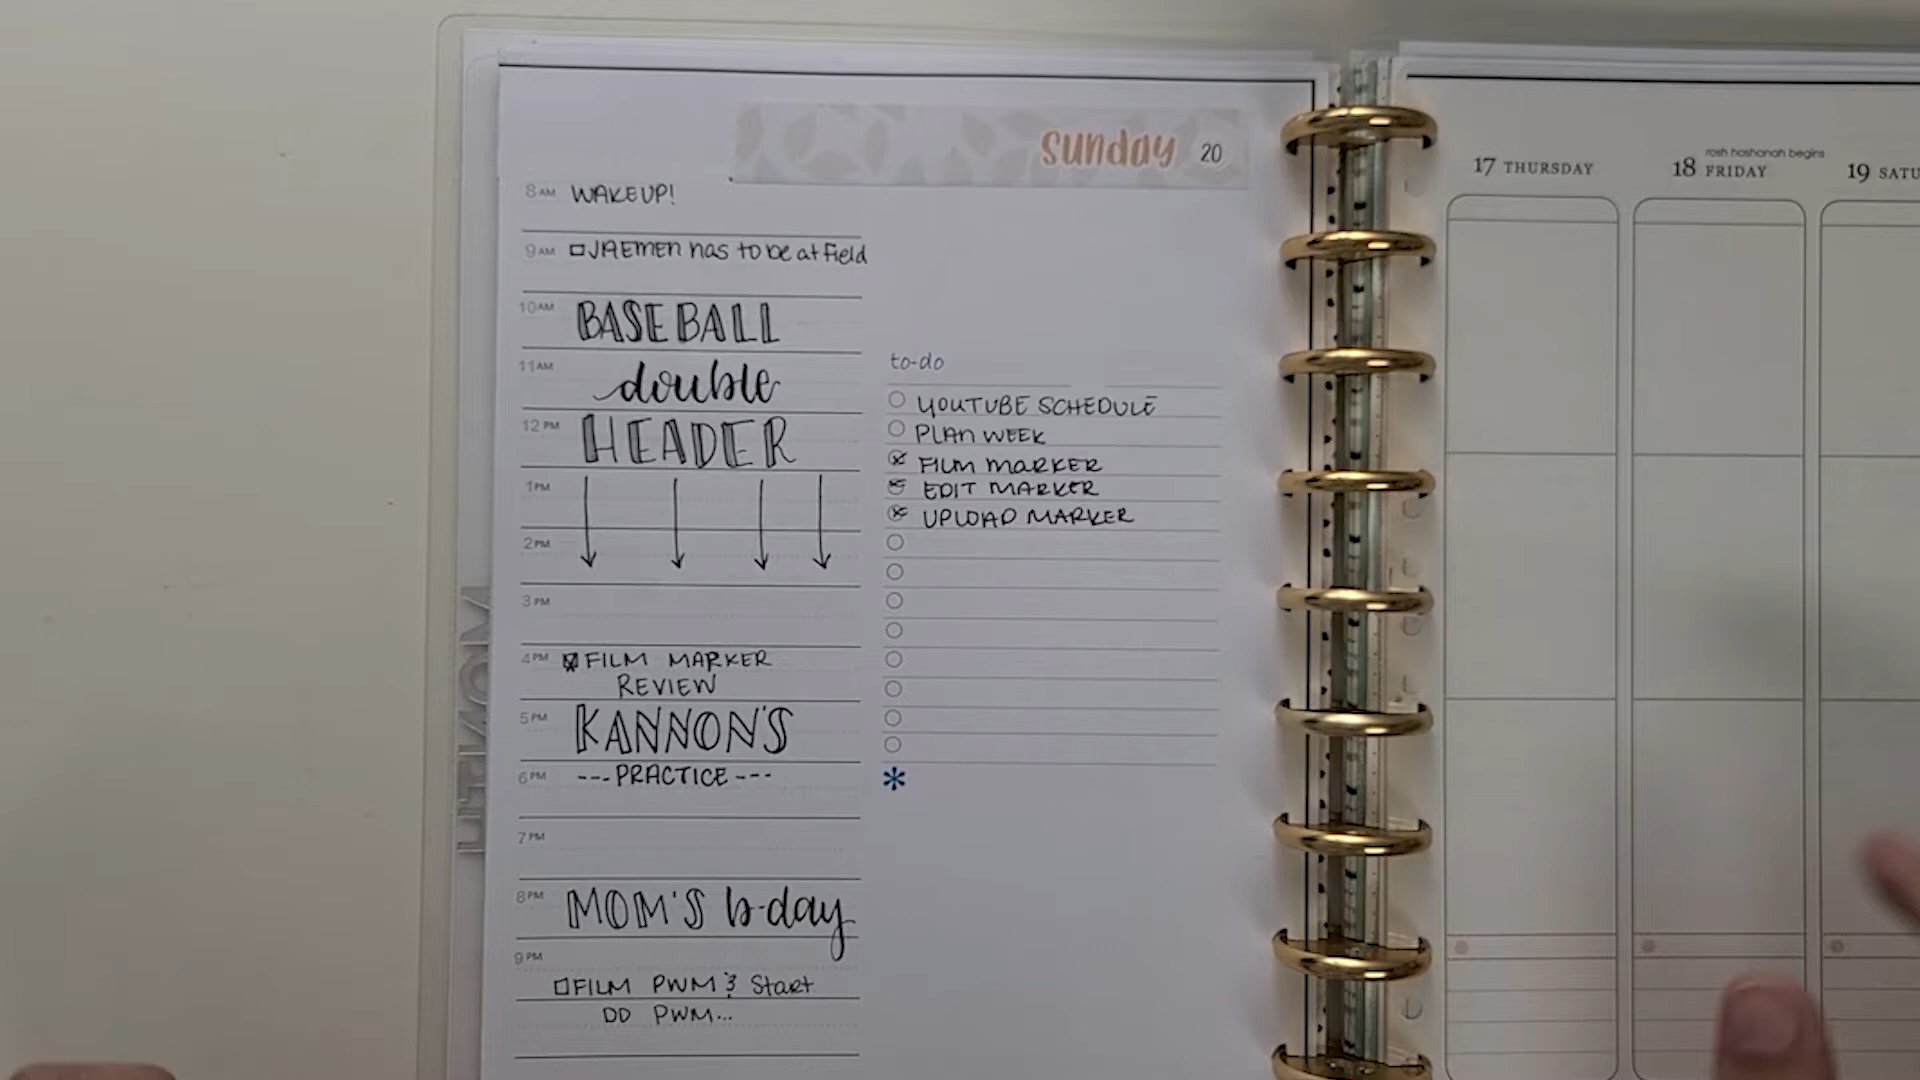 sunday 20
8 AM WAKEUP!
9 AM JAEMEN has to be at field
10 AM BASEBALL
11 AM double
12 PM HEADER
1 PM
2 PM
3 PM
4 PM FILM MARKER
REVIEW
5 PM KANNON'S
6 PM ---PRACTICE---
7 PM
8 PM MOM'S b-day
9 PM
FILM PWM & Start
DD PWM...
to-do
YOUTUBE SCHEDULE
PLAN WEEK
FILM MARKER
EDIT MARKER
UPLOAD MARKER
*
17 THURSDAY
rosh hashanah begins
18 FRIDAY
19 SATU